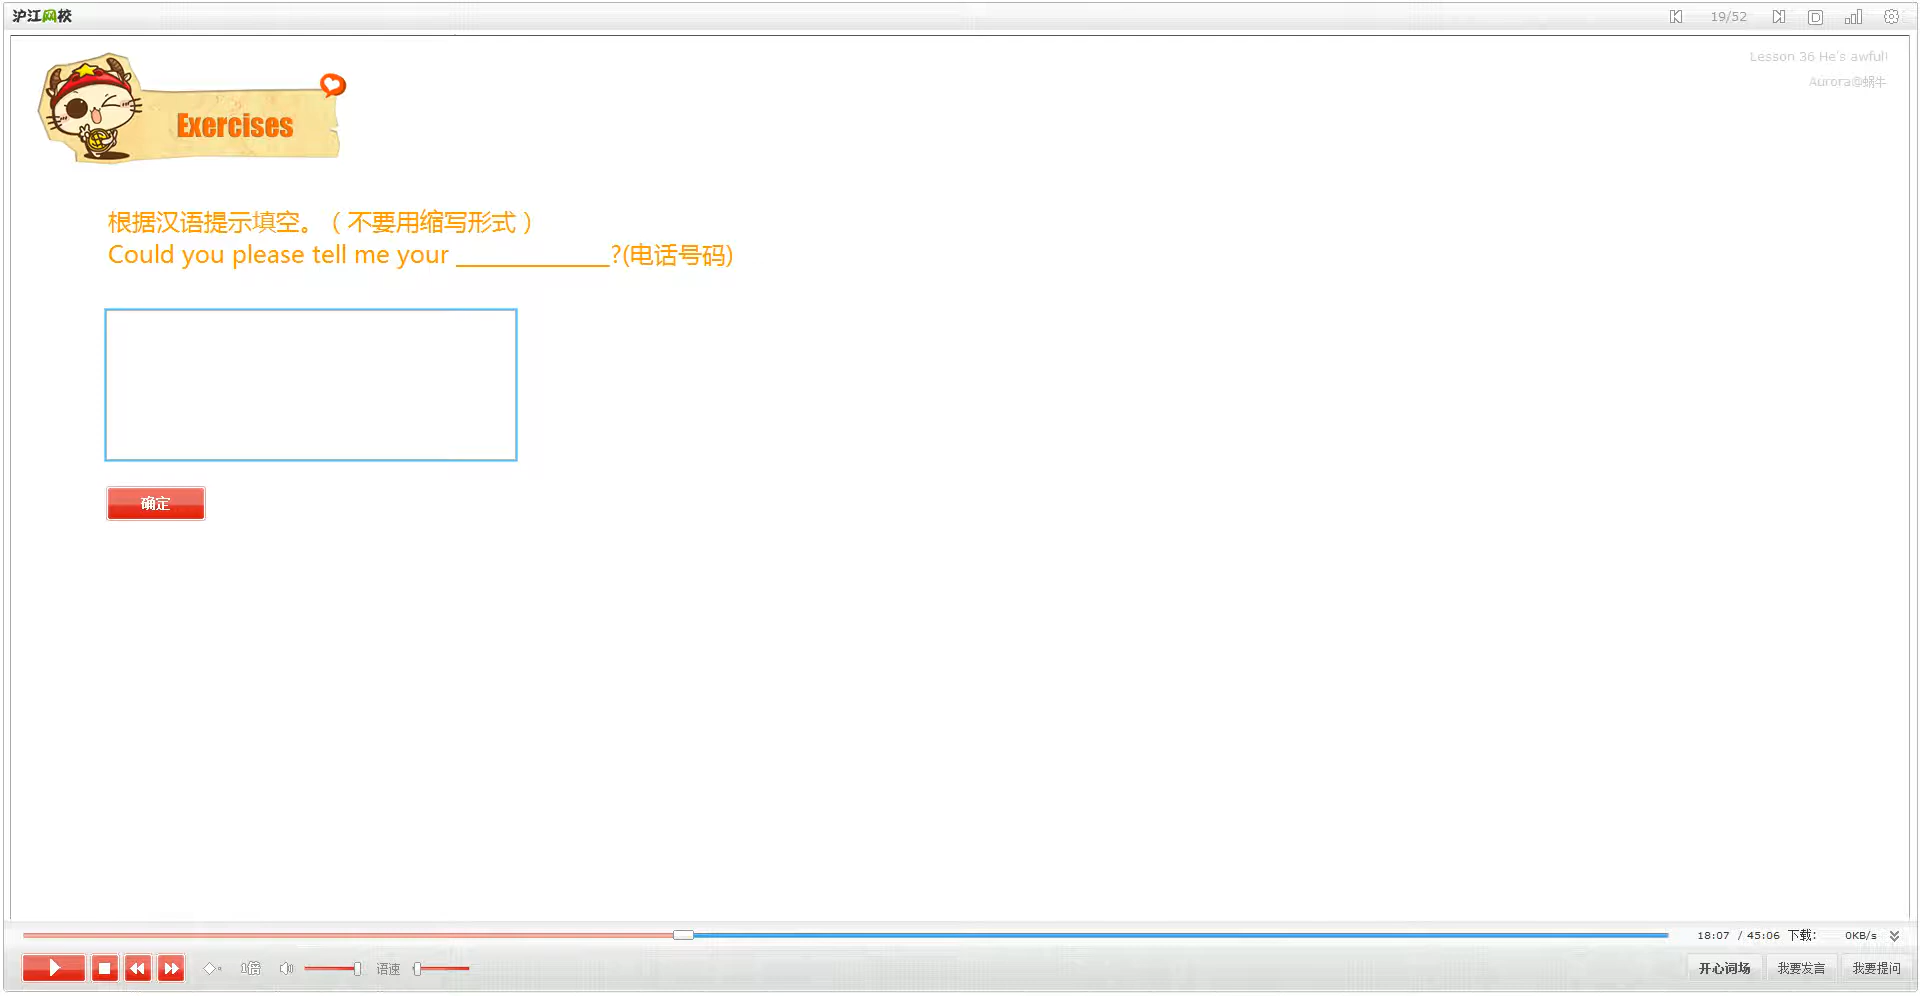 沪江网校
19/52
Lesson 36 He's awful!
Aurora@蜗牛
Exercises
根据汉语提示填空。（不要用缩写形式）
Could you please tell me your ____________?(电话号码)
确定
18:07 / 45:06 下载: 0KB/s
1倍
语速
开心词场
我要发言
我要提问